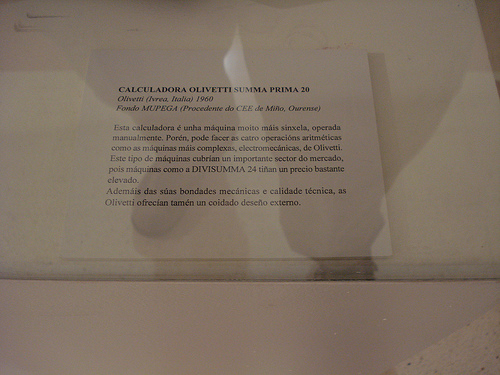 CALCULADORA OLIVETTI SUMMA PRIMA 20
Olivetti (Ivrea, Italia) 1960
Fondo MUPEGA (Procedente do CEE de Miño, Ourense)
Esta calculadora é unha máquina moito máis sinxela, operada
manualmente. Porén, pode facer as catro operacións aritméticas
como as máquinas máis complexas, electromecánicas, de Olivetti.
Este tipo de máquinas cubrían un importante sector do mercado,
pois máquinas como a DIVISUMMA 24 tiñan un precio bastante
elevado.
Ademáis das súas bondades mecánicas e calidade técnica, as
Olivetti ofrecían tamén un coidado deseño externo.